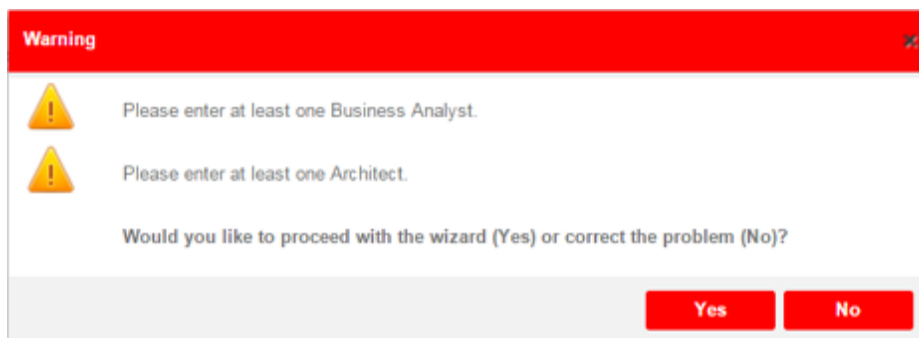 Warning
Please enter at least one Business Analyst.
Please enter at least one Architect.
Would you like to proceed with the wizard (Yes) or correct the problem (No)?
Yes No